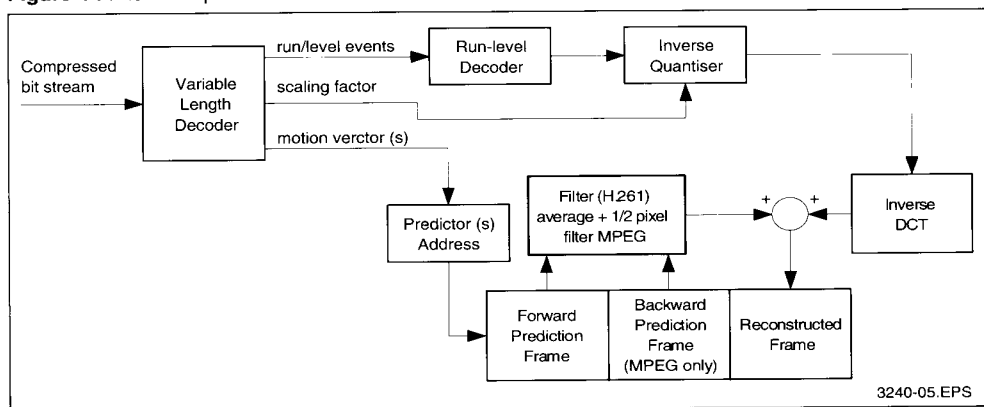 Figure
Compressed
bit stream
Variable
Length
Decoder
run/level events
scaling factor
motion verctor (s)
Run-level
Decoder
Inverse
Quantiser
Predictor (s)
Address
Filter (H.261)
average + 1/2 pixel
filter MPEG
+
+
Inverse
DCT
Forward
Prediction
Frame
Backward
Prediction
Frame
(MPEG only)
Reconstructed
Frame
3240-05.EPS